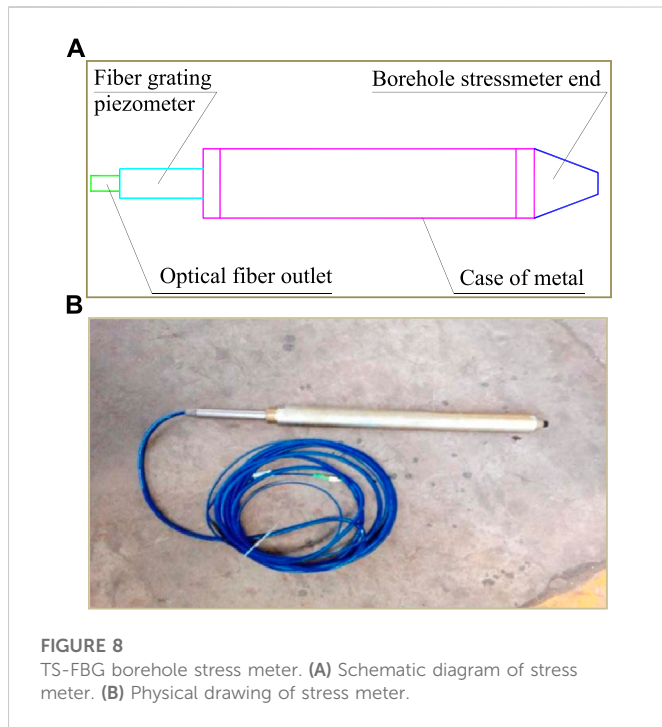 A
Fiber grating
piezometer
Borehole stressmeter end
Optical fiber outlet
Case of metal
B
FIGURE 8
TS-FBG borehole stress meter. (A) Schematic diagram of stress
meter. (B) Physical drawing of stress meter.